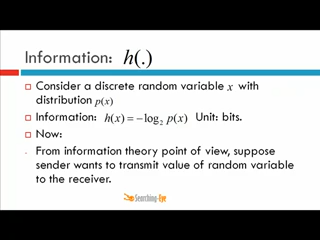 Information: h(.)
Consider a discrete random variable x with
distribution p(x)
Information: h(x) = −log₂ p(x) Unit: bits.
Now:
From information theory point of view, suppose
sender wants to transmit value of random variable
to the receiver.
Searching-Eye